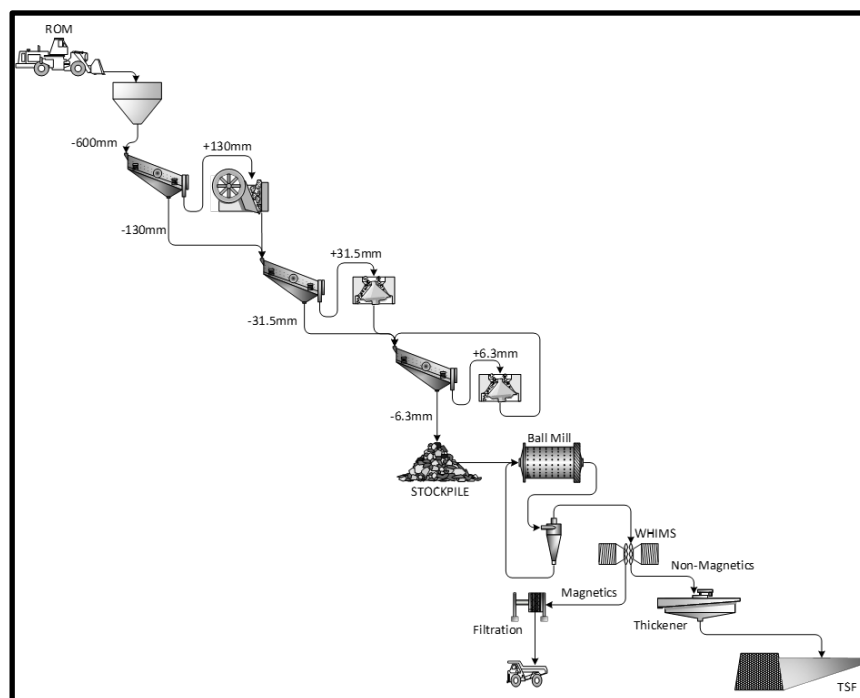 ROM
-600mm
+130mm
-130mm
+31.5mm
-31.5mm
+6.3mm
-6.3mm
Ball Mill
STOCKPILE
WHIMS
Non-Magnetics
Magnetics
Filtration
Thickener
TSF